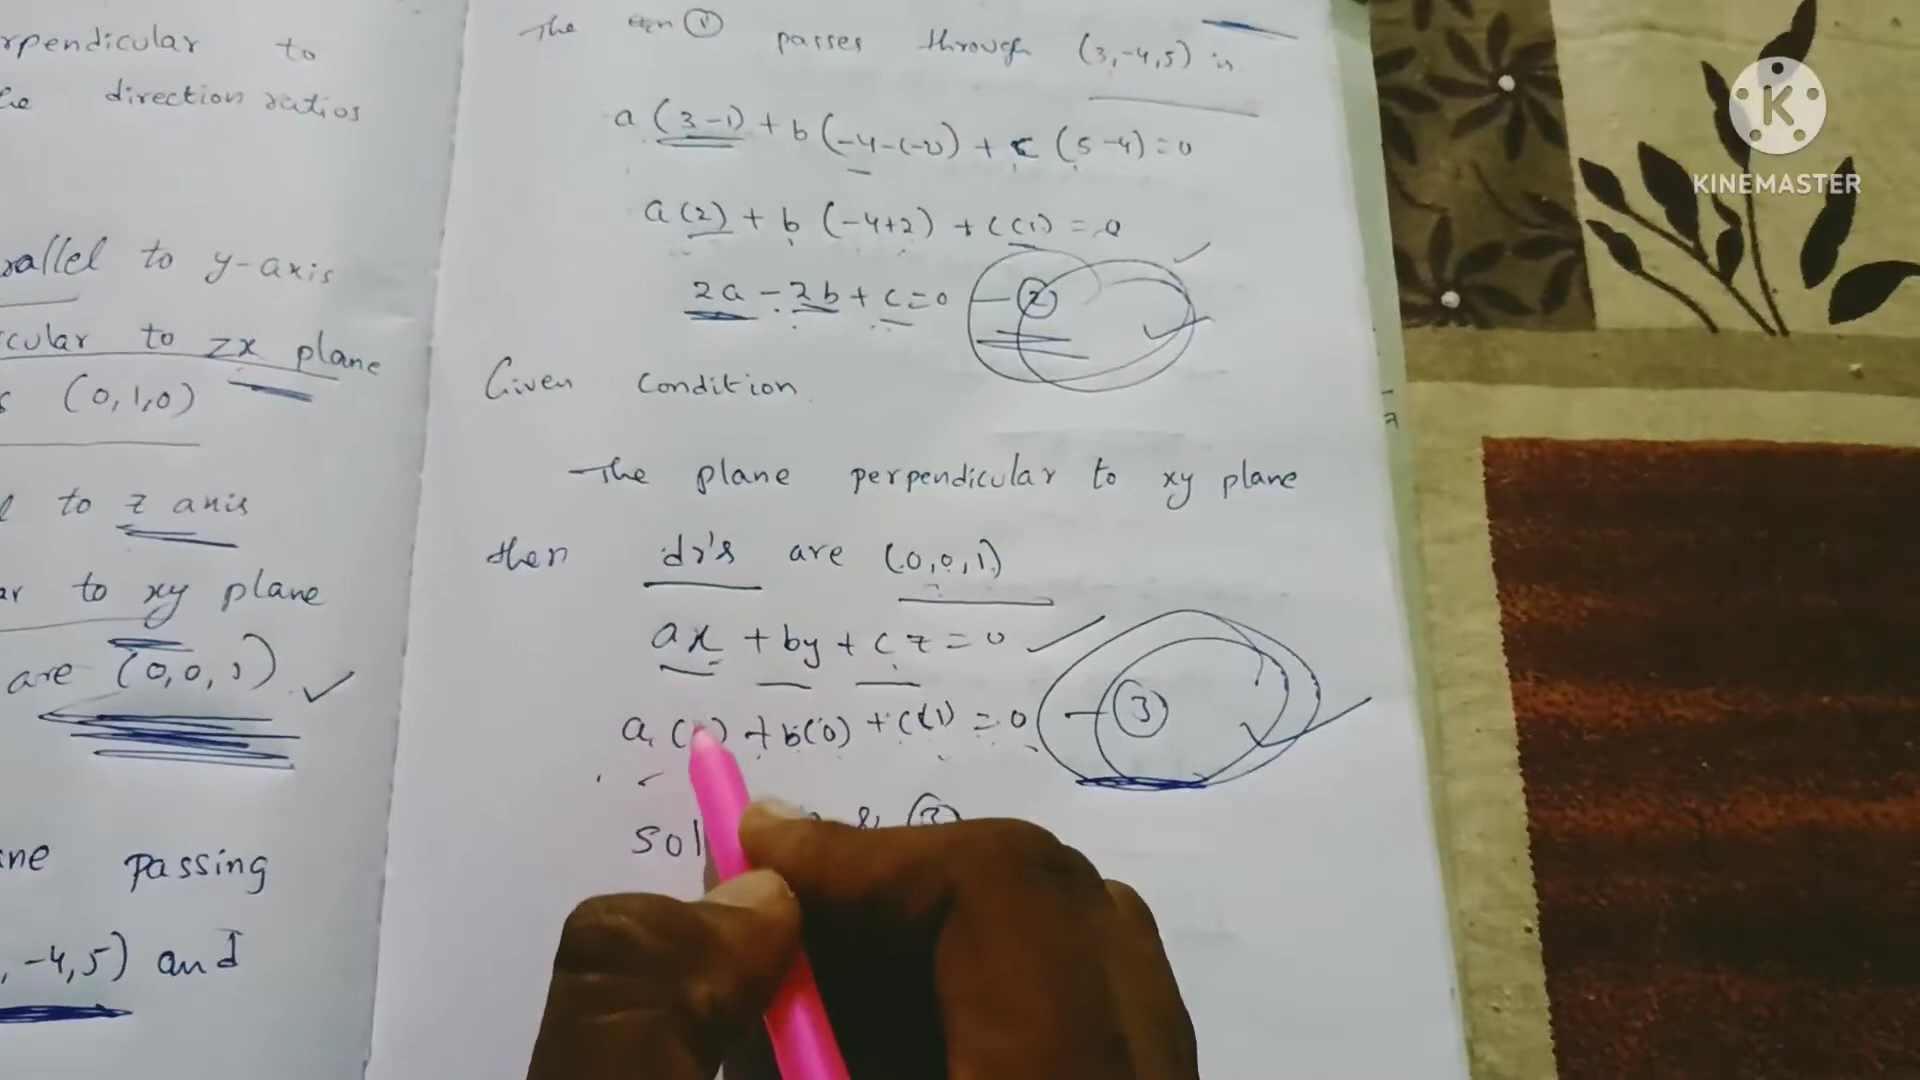 rpendicular to
direction ratios
rallel to y-axis
cular to zx plane
(0,1,0)
to z axis
ar to xy plane
are (0,0,1)
ne passing
, -4,5) and
The eqn ① passes through (3,-4,5) is
a (3-1) + b (-4-(-2)) + c (5-4) = 0
a (2) + b (-4+2) + c(1) = 0
2a - 2b + c = 0 — ②
Given condition
The plane perpendicular to xy plane
then dr's are (0,0,1)
ax + by + cz = 0
a ( ) + b(0) + c(1) = 0 — ③
sol & ③
KINEMASTER